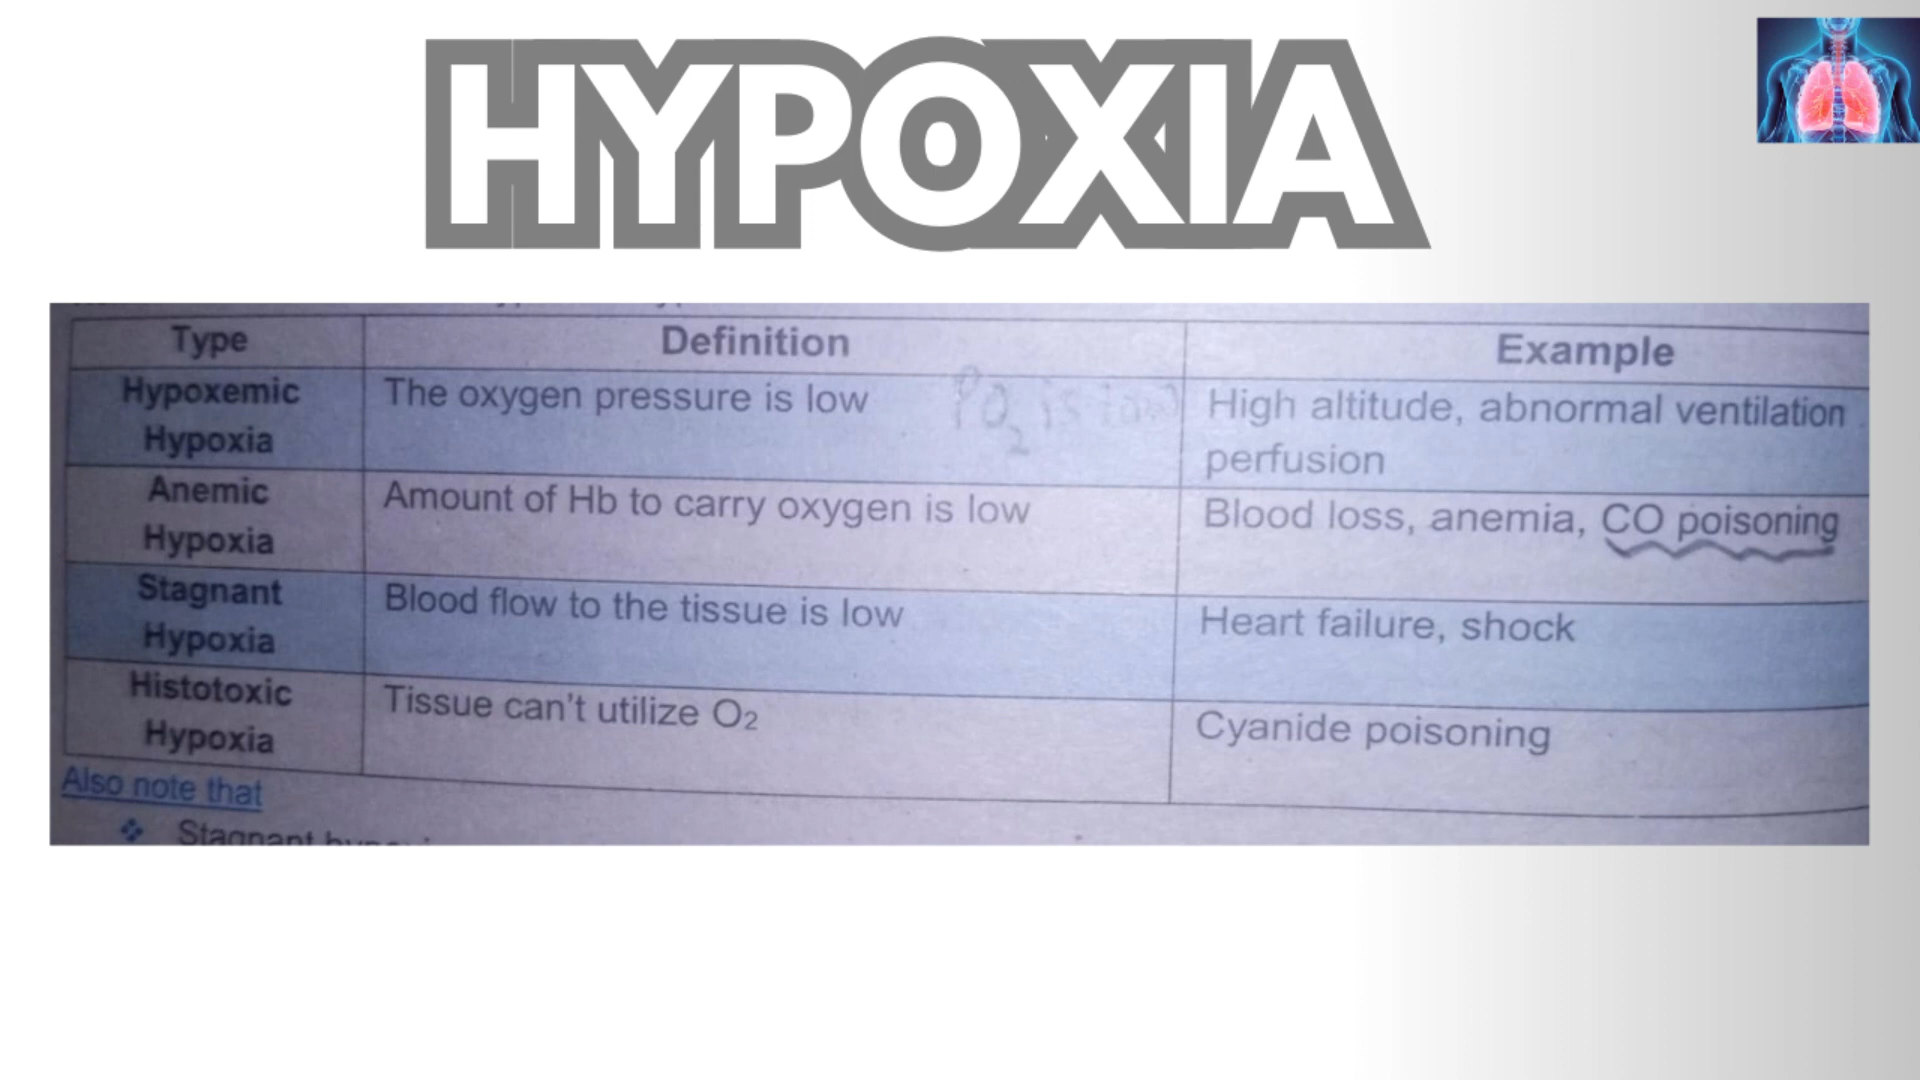 HYPOXIA
Type Definition Example
Hypoxemic Hypoxia The oxygen pressure is low PO2 is low High altitude, abnormal ventilation perfusion
Anemic Hypoxia Amount of Hb to carry oxygen is low Blood loss, anemia, CO poisoning
Stagnant Hypoxia Blood flow to the tissue is low Heart failure, shock
Histotoxic Hypoxia Tissue can't utilize O2 Cyanide poisoning
Also note that
Stagnant